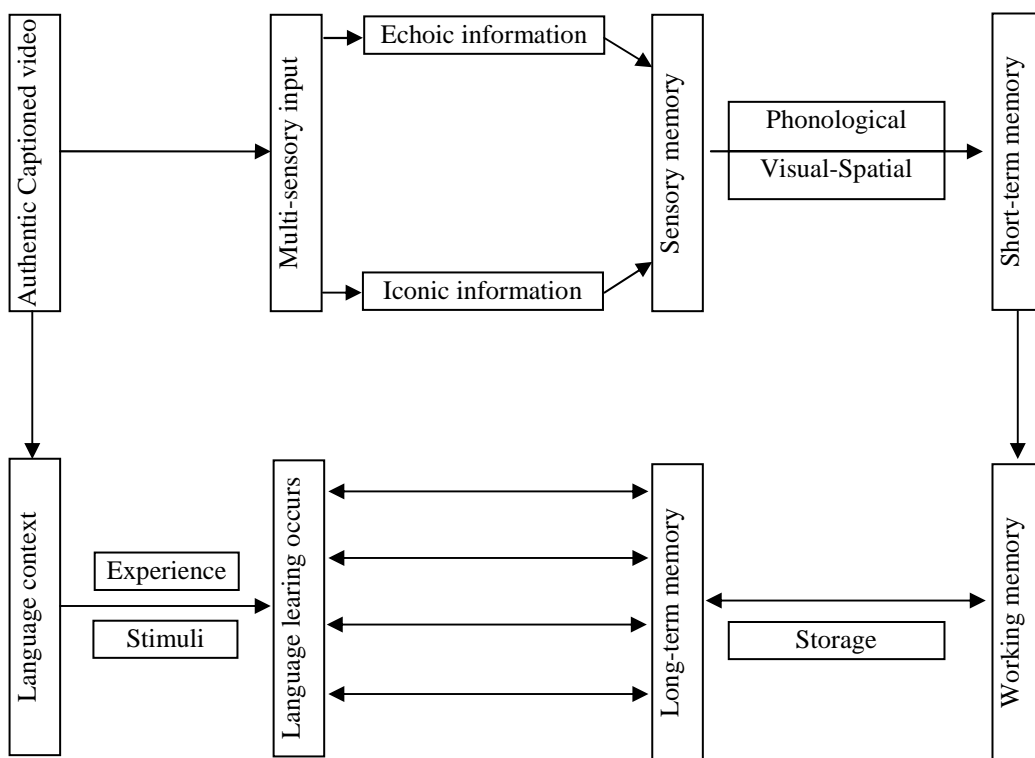 Authentic Captioned video
Multi-sensory input
Echoic information
Iconic information
Sensory memory
Phonological
Visual-Spatial
Short-term memory
Language context
Experience
Stimuli
Language learing occurs
Long-term memory
Storage
Working memory